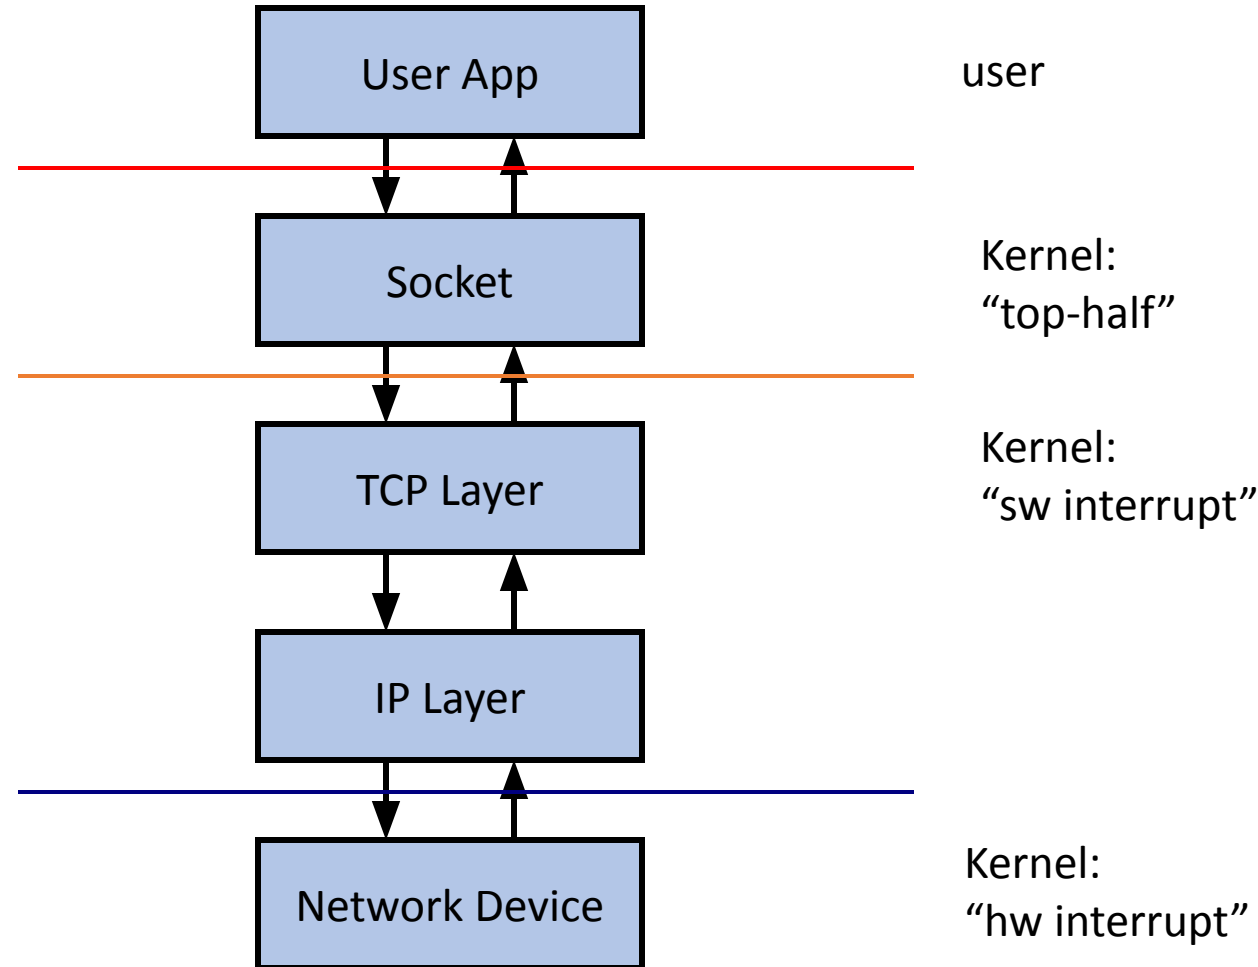 User App
user
Socket
Kernel:
“top-half”
TCP Layer
Kernel:
“sw interrupt”
IP Layer
Network Device
Kernel:
“hw interrupt”